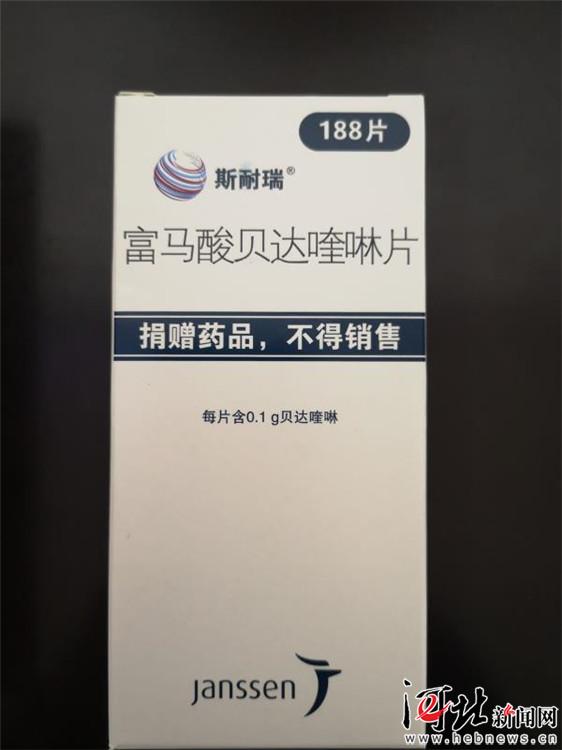 188片
斯耐瑞®
富马酸贝达喹啉片
捐赠药品，不得销售
每片含0.1 g贝达喹啉
janssen
河北新闻网
www.hebnews.cn